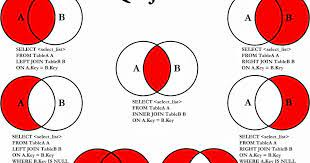 A B
SELECT <select_list>
FROM TableA A
LEFT JOIN TableB B
ON A.Key = B.Key
A B
SELECT <select_list>
FROM TableA A
RIGHT JOIN TableB B
ON A.Key = B.Key
A B
SELECT <select_list>
FROM TableA A
INNER JOIN TableB B
ON A.Key = B.Key
A B
SELECT <select_list>
FROM TableA A
LEFT JOIN TableB B
ON A.Key = B.Key
WHERE B.Key IS NULL
A B
SELECT <select_list>
FROM TableA A
RIGHT JOIN TableB B
ON A.Key = B.Key
WHERE A.Key IS NULL